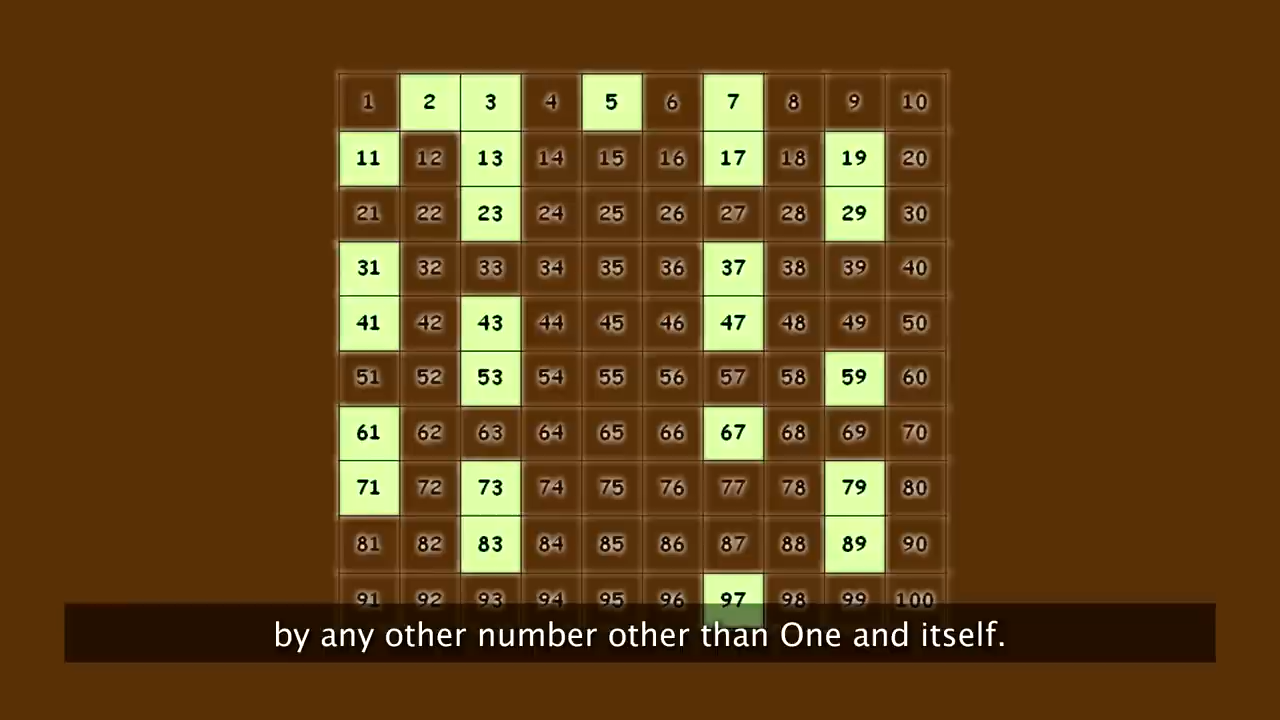 1 2 3 4 5 6 7 8 9 10
11 12 13 14 15 16 17 18 19 20
21 22 23 24 25 26 27 28 29 30
31 32 33 34 35 36 37 38 39 40
41 42 43 44 45 46 47 48 49 50
51 52 53 54 55 56 57 58 59 60
61 62 63 64 65 66 67 68 69 70
71 72 73 74 75 76 77 78 79 80
81 82 83 84 85 86 87 88 89 90
91 92 93 94 95 96 97 98 99 100
by any other number other than One and itself.